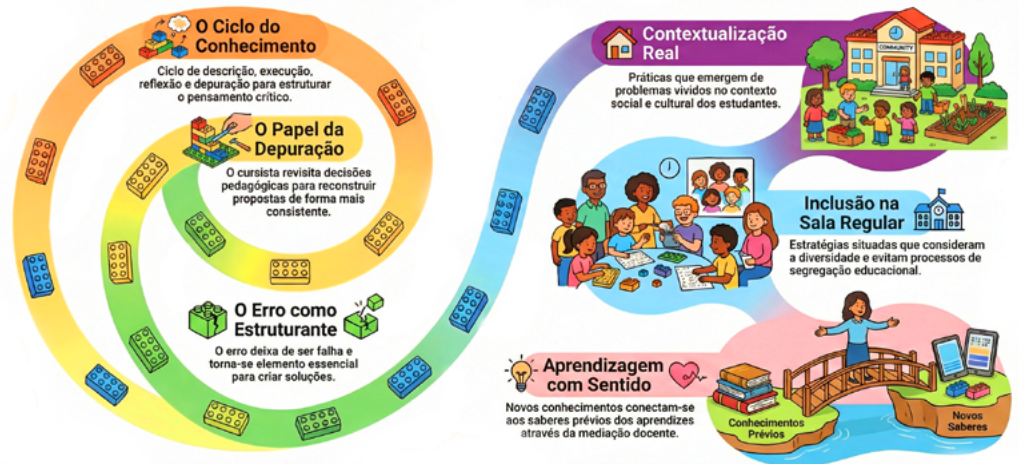 O Ciclo do
Conhecimento
Ciclo de descrição, execução,
reflexão e depuração para estruturar
o pensamento crítico.
O Papel da
Depuração
O cursista revisita decisões
pedagógicas para reconstruir
propostas de forma mais
consistente.
O Erro como
Estruturante
O erro deixa de ser falha e
torna-se elemento essencial
para criar soluções.
Contextualização
Real
Práticas que emergem de
problemas vividos no contexto
social e cultural dos estudantes.
COMMUNITY
Inclusão na
Sala Regular
Estratégias situadas que consideram
a diversidade e evitam processos de
segregação educacional.
Aprendizagem
com Sentido
Novos conhecimentos conectam-se
aos saberes prévios dos aprendizes
através da mediação docente.
Conhecimentos
Prévios
Novos
Saberes